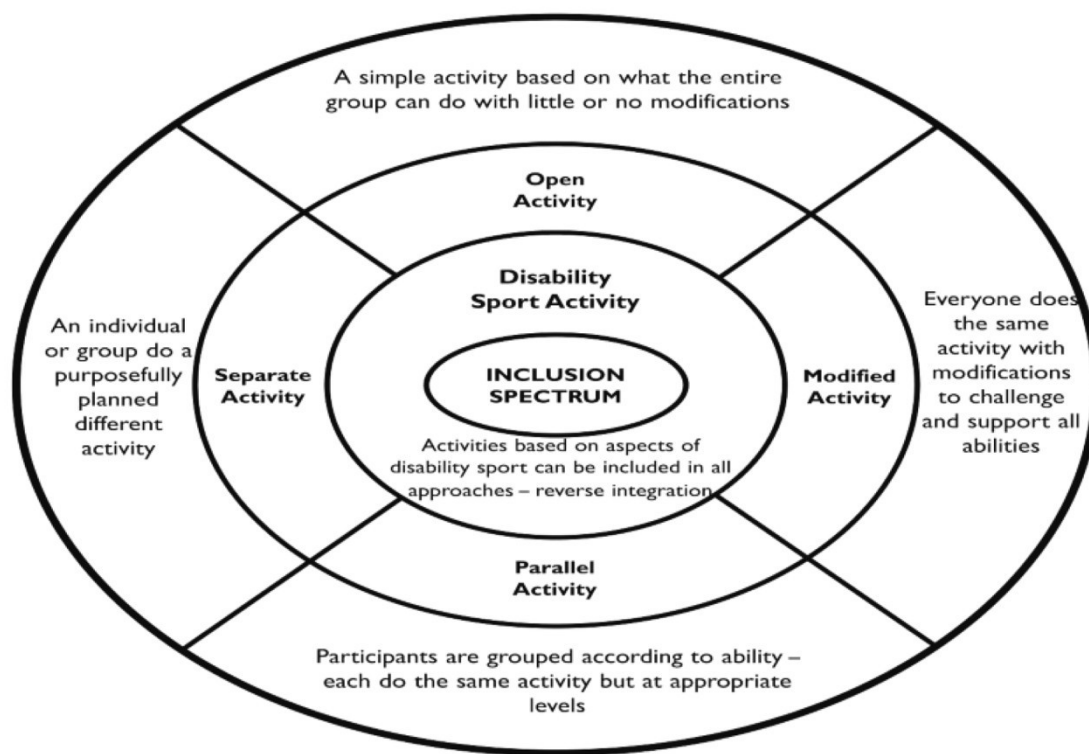 A simple activity based on what the entire
group can do with little or no modifications
Open
Activity
Disability
Sport Activity
An individual
or group do a
purposefully
planned
different
activity
Separate
Activity
INCLUSION
SPECTRUM
Modified
Activity
Everyone does
the same
activity with
modifications
to challenge
and support all
abilities
Activities based on aspects of
disability sport can be included in all
approaches – reverse integration
Parallel
Activity
Participants are grouped according to ability –
each do the same activity but at appropriate
levels